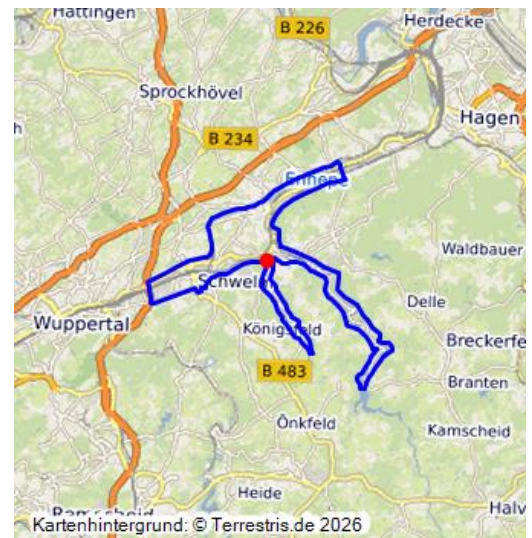 Hattingen
Herdecke
B 226
Sprockhövel
Hagen
B 234
Ennepe
Waldbauer
Schwelm
Delle
Wuppertal
Königsfeld
Breckerfe
B 483
Branten
Önkfeld
Kamscheid
Heide
Halv
Kartenhintergrund: © Terrestris.de 2026